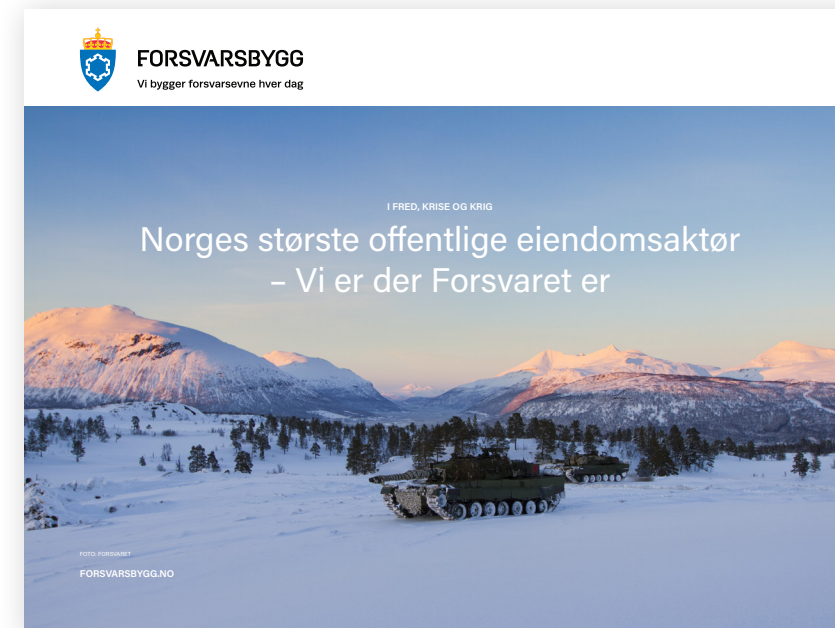 FORSVARSBYGG
Vi bygger forsvarsevne hver dag
I FRED, KRISE OG KRIG
Norges største offentlige eiendomsaktør
– Vi er der Forsvaret er
FOTO: FORSVARET
FORSVARSBYGG.NO